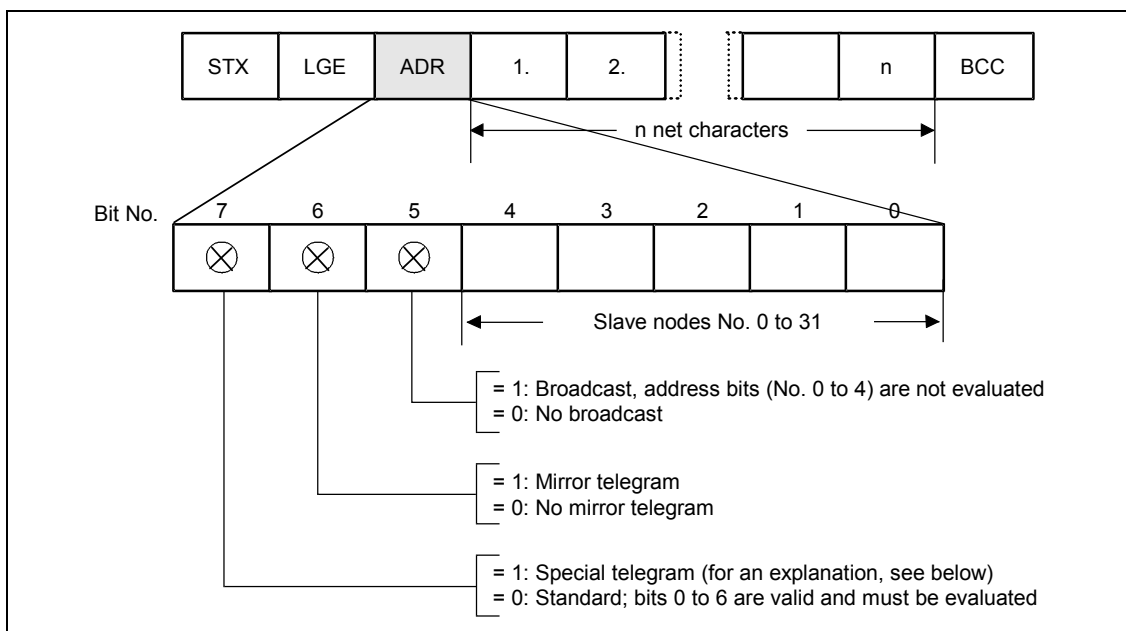 STX LGE ADR 1. 2. n BCC
n net characters
Bit No. 7 6 5 4 3 2 1 0
Slave nodes No. 0 to 31
= 1: Broadcast, address bits (No. 0 to 4) are not evaluated
= 0: No broadcast
= 1: Mirror telegram
= 0: No mirror telegram
= 1: Special telegram (for an explanation, see below)
= 0: Standard; bits 0 to 6 are valid and must be evaluated